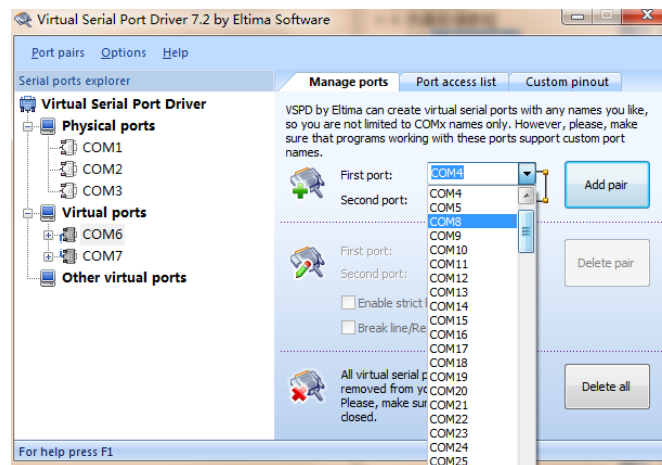 Virtual Serial Port Driver 7.2 by Eltima Software
Port pairs Options Help
Serial ports explorer
Virtual Serial Port Driver
Physical ports
COM1
COM2
COM3
Virtual ports
COM6
COM7
Other virtual ports
Manage ports Port access list Custom pinout
VSPD by Eltima can create virtual serial ports with any names you like,
so you are not limited to COMx names only. However, please, make
sure that programs working with these ports support custom port
names.
First port: COM4
Second port:
Add pair
COM4
COM5
COM8
COM9
COM10
COM11
COM12
COM13
COM14
COM15
COM16
COM17
COM18
COM19
COM20
COM21
COM22
COM23
COM24
COM25
First port:
Second port:
Enable strict
Break line/Re
Delete pair
All virtual serial p
removed from yo
Please, make sur
closed.
Delete all
For help press F1